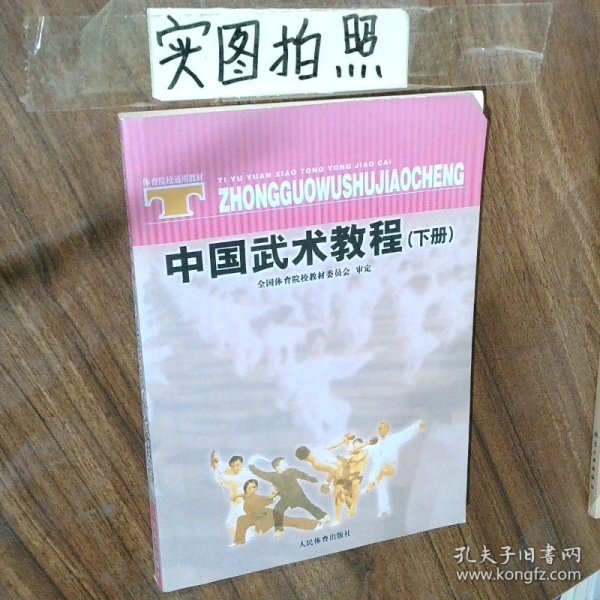 实图拍照
体育院校通用教材
TI YU YUAN XIAO TONG YONG JIAO CAI
ZHONGGUOWUSHUJIAOCHENG
中国武术教程(下册)
全国体育院校教材委员会 审定
人民体育出版社
孔夫子旧书网
www.kongfz.com